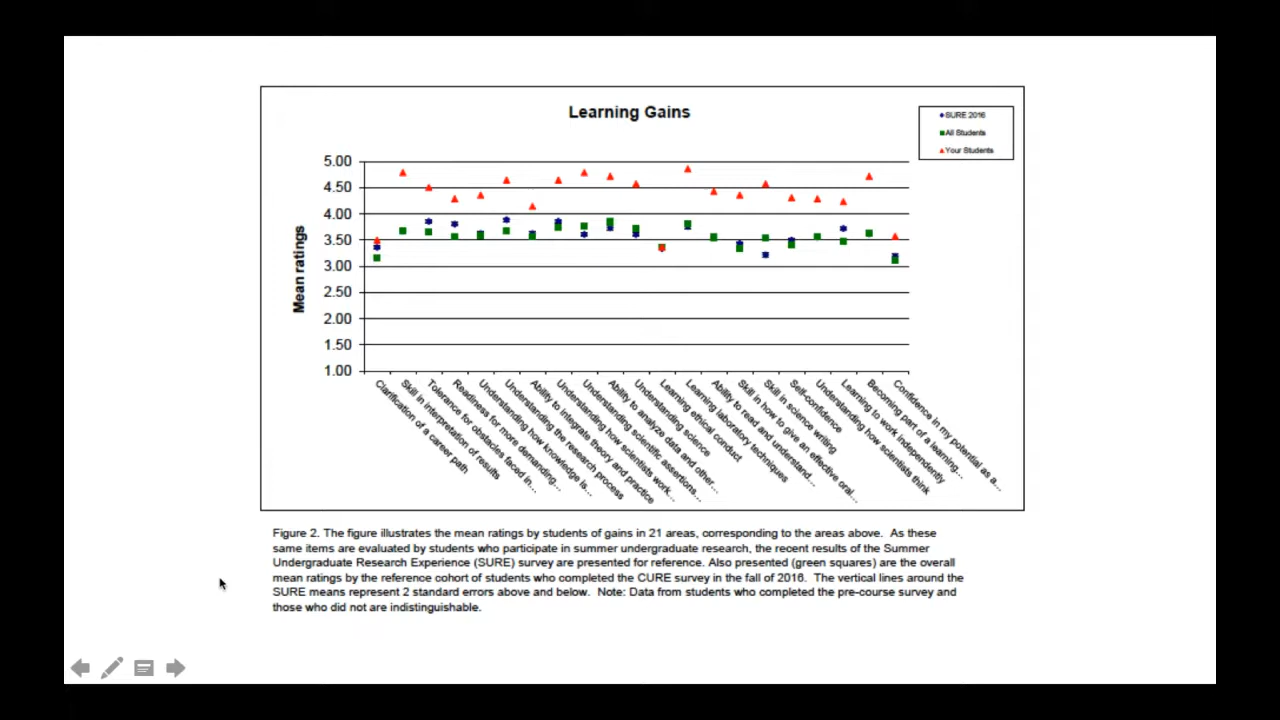 Learning Gains
SURE 2016
All Students
Your Students
5.00
4.50
4.00
3.50
3.00
2.50
2.00
1.50
1.00
Mean ratings
Clarification of a career path
Skill in interpretation of results
Tolerance for obstacles faced in...
Readiness for more demanding...
Understanding how knowledge is...
Understanding the research process
Ability to integrate theory and practice
Understanding how scientists work...
Understanding scientific assertions...
Ability to analyze data and other...
Understanding science
Learning ethical conduct
Learning laboratory techniques
Ability to read and understand...
Skill in how to give an effective oral...
Skill in science writing
Self-confidence
Understanding how scientists think
Learning to work independently
Becoming part of a learning...
Confidence in my potential as a...
Figure 2. The figure illustrates the mean ratings by students of gains in 21 areas, corresponding to the areas above. As these
same items are evaluated by students who participate in summer undergraduate research, the recent results of the Summer
Undergraduate Research Experience (SURE) survey are presented for reference. Also presented (green squares) are the overall
mean ratings by the reference cohort of students who completed the CURE survey in the fall of 2016. The vertical lines around the
SURE means represent 2 standard errors above and below. Note: Data from students who completed the pre-course survey and
those who did not are indistinguishable.